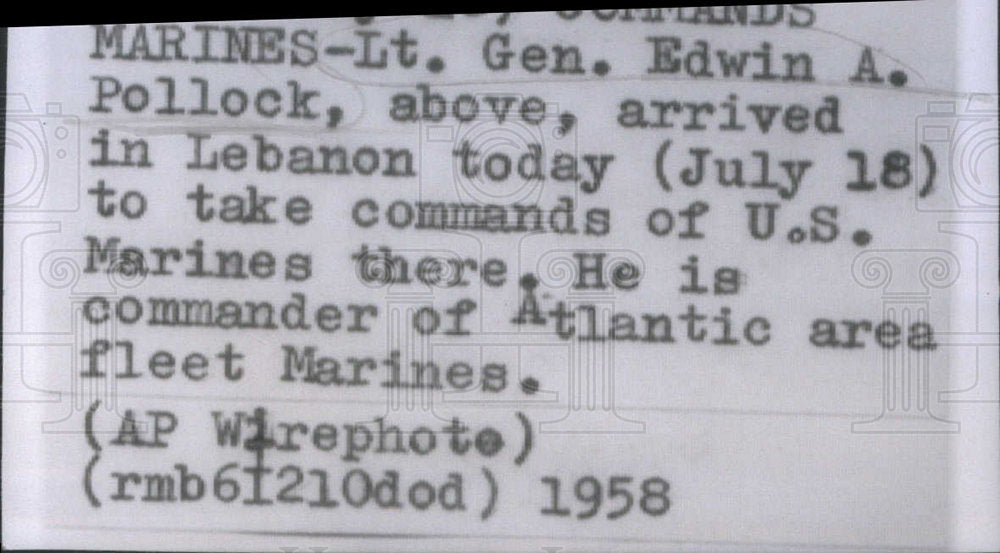 COMMANDS
MARINES-Lt. Gen. Edwin A.
Pollock, above, arrived
in Lebanon today (July 18)
to take commands of U.S.
Marines there. He is
commander of Atlantic area
fleet Marines.
(AP Wirephoto)
(rmb61210dod) 1958